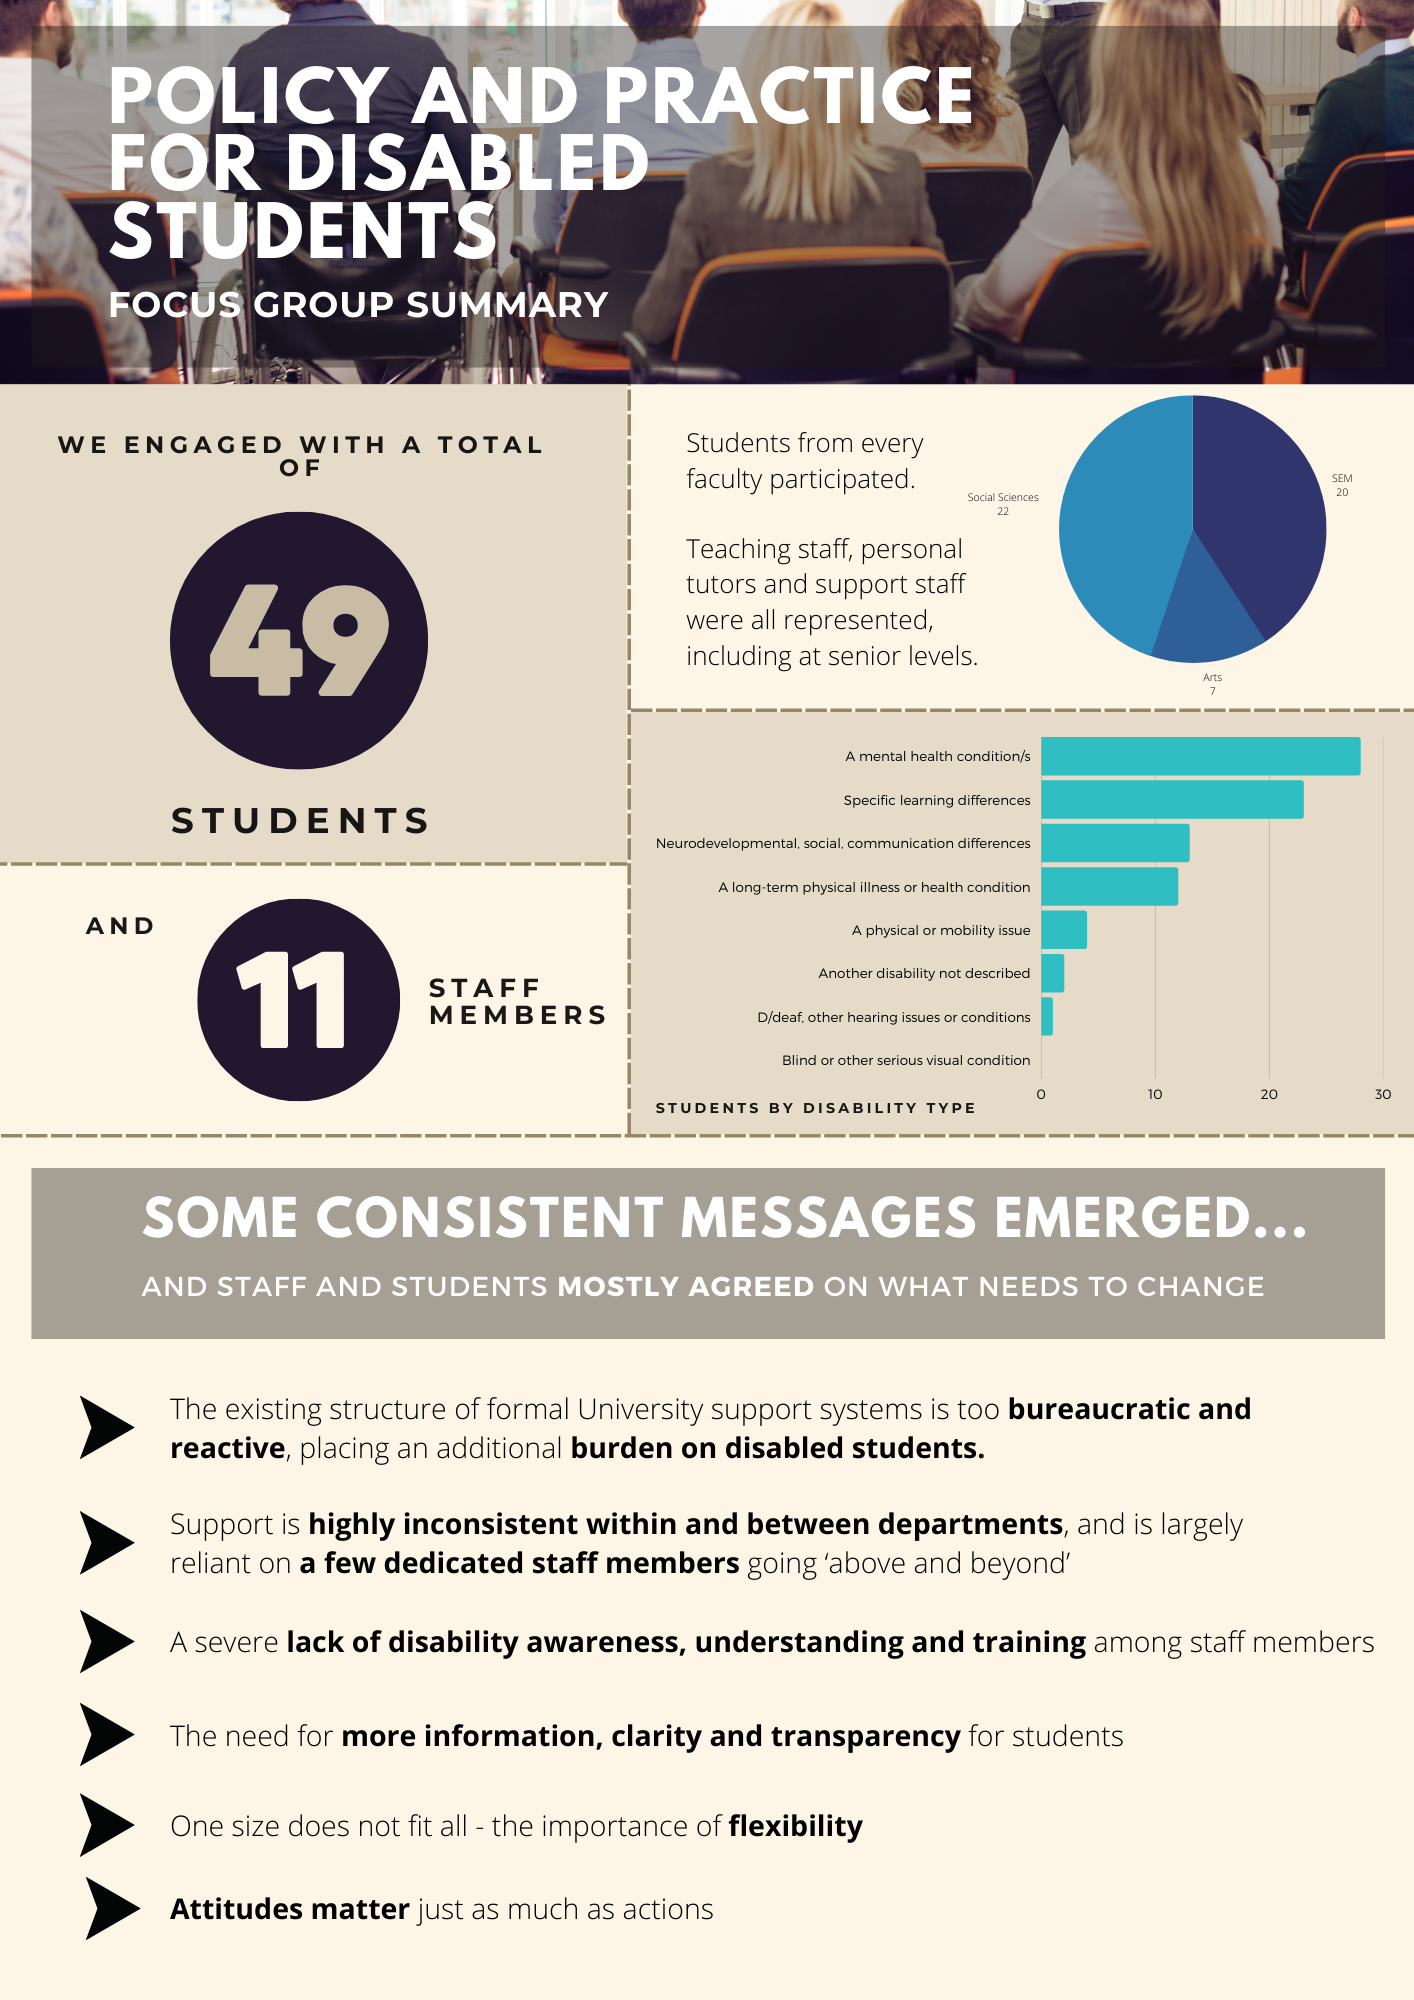 POLICY AND PRACTICE
FOR DISABLED
STUDENTS
FOCUS GROUP SUMMARY
WE ENGAGED WITH A TOTAL
OF
49
STUDENTS
AND
11
STAFF
MEMBERS
Students from every
faculty participated.
Teaching staff, personal
tutors and support staff
were all represented,
including at senior levels.
Social Sciences
22
SEM
20
Arts
7
A mental health condition/s
Specific learning differences
Neurodevelopmental, social, communication differences
A long-term physical illness or health condition
A physical or mobility issue
Another disability not described
D/deaf, other hearing issues or conditions
Blind or other serious visual condition
0 10 20 30
STUDENTS BY DISABILITY TYPE
SOME CONSISTENT MESSAGES EMERGED...
AND STAFF AND STUDENTS MOSTLY AGREED ON WHAT NEEDS TO CHANGE
The existing structure of formal University support systems is too bureaucratic and
reactive, placing an additional burden on disabled students.
Support is highly inconsistent within and between departments, and is largely
reliant on a few dedicated staff members going ‘above and beyond’
A severe lack of disability awareness, understanding and training among staff members
The need for more information, clarity and transparency for students
One size does not fit all - the importance of flexibility
Attitudes matter just as much as actions